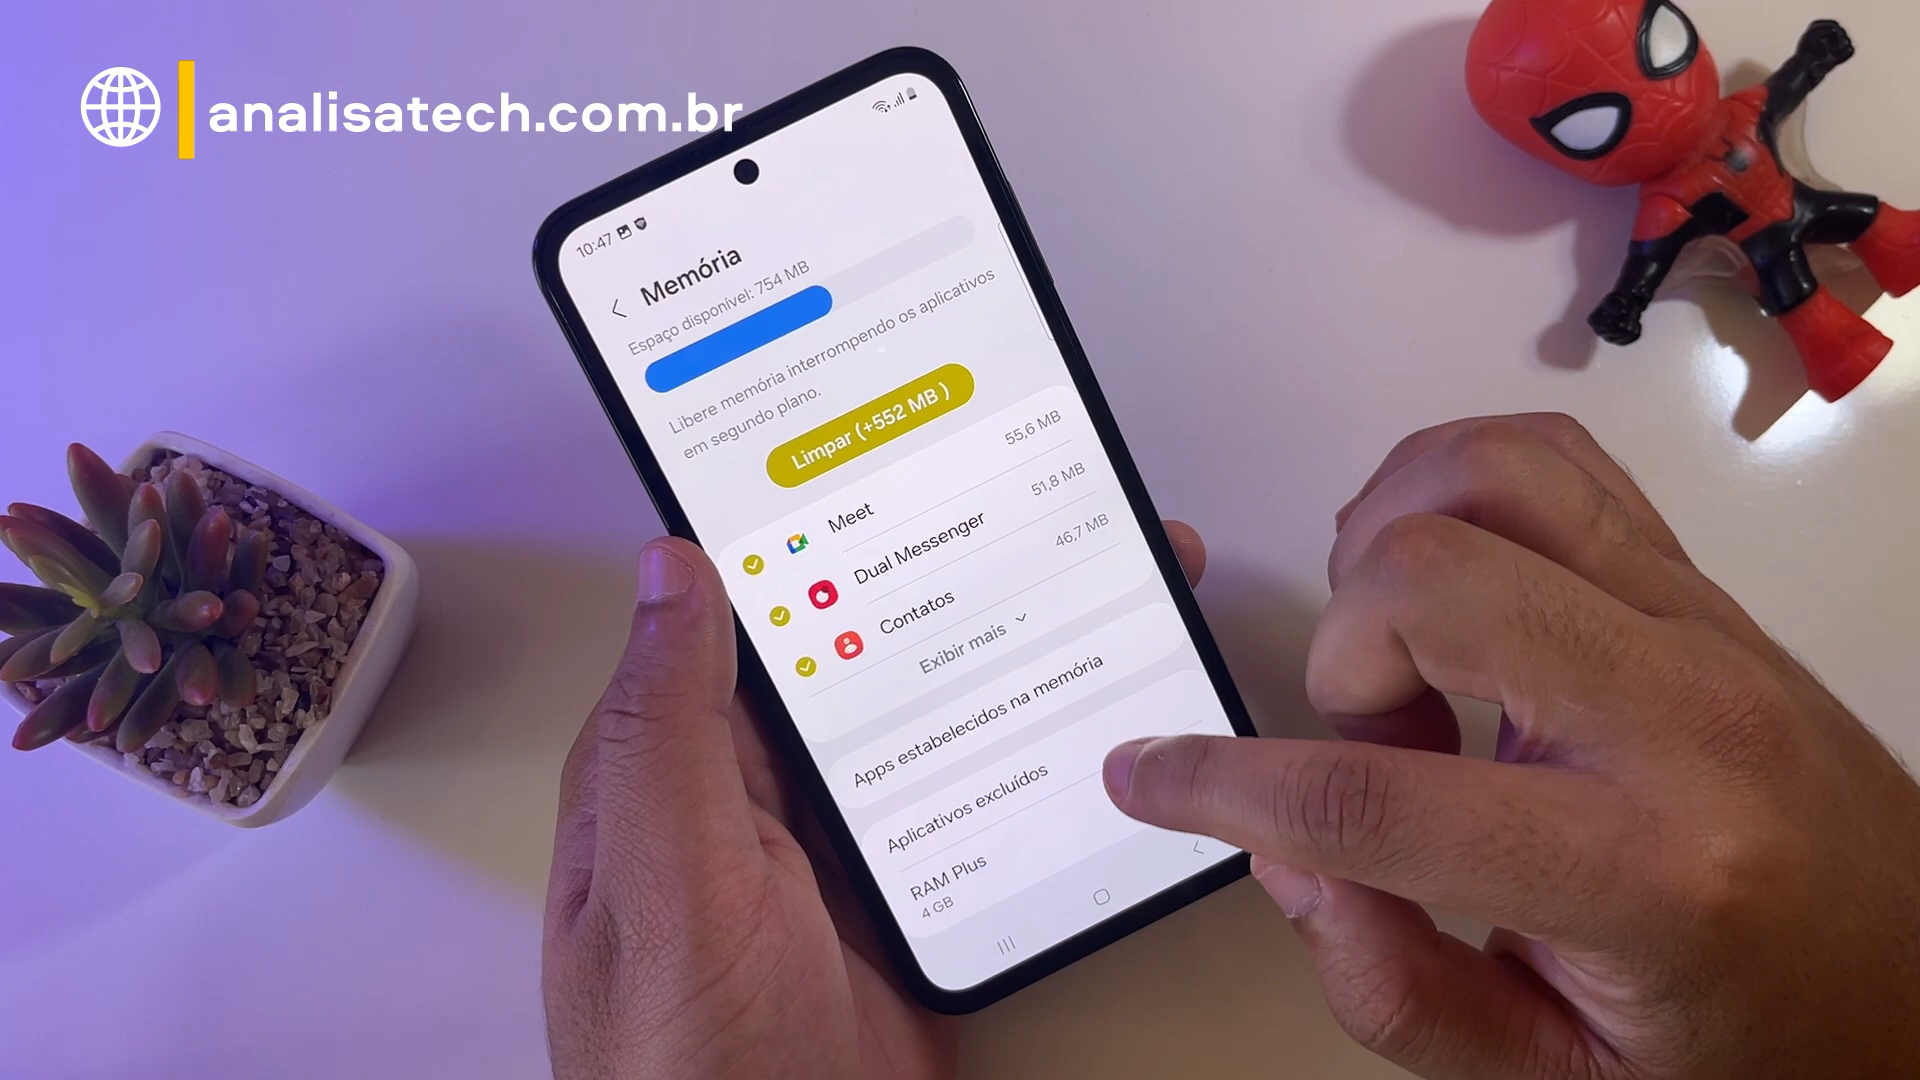 analisatech.com.br
10:47
Memória
Espaço disponível: 754 MB
Libere memória interrompendo os aplicativos
em segundo plano.
Limpar (+552 MB )
Meet
55,6 MB
Dual Messenger
51,8 MB
Contatos
46,7 MB
Exibir mais
Apps estabelecidos na memória
Aplicativos excluídos
RAM Plus
4 GB